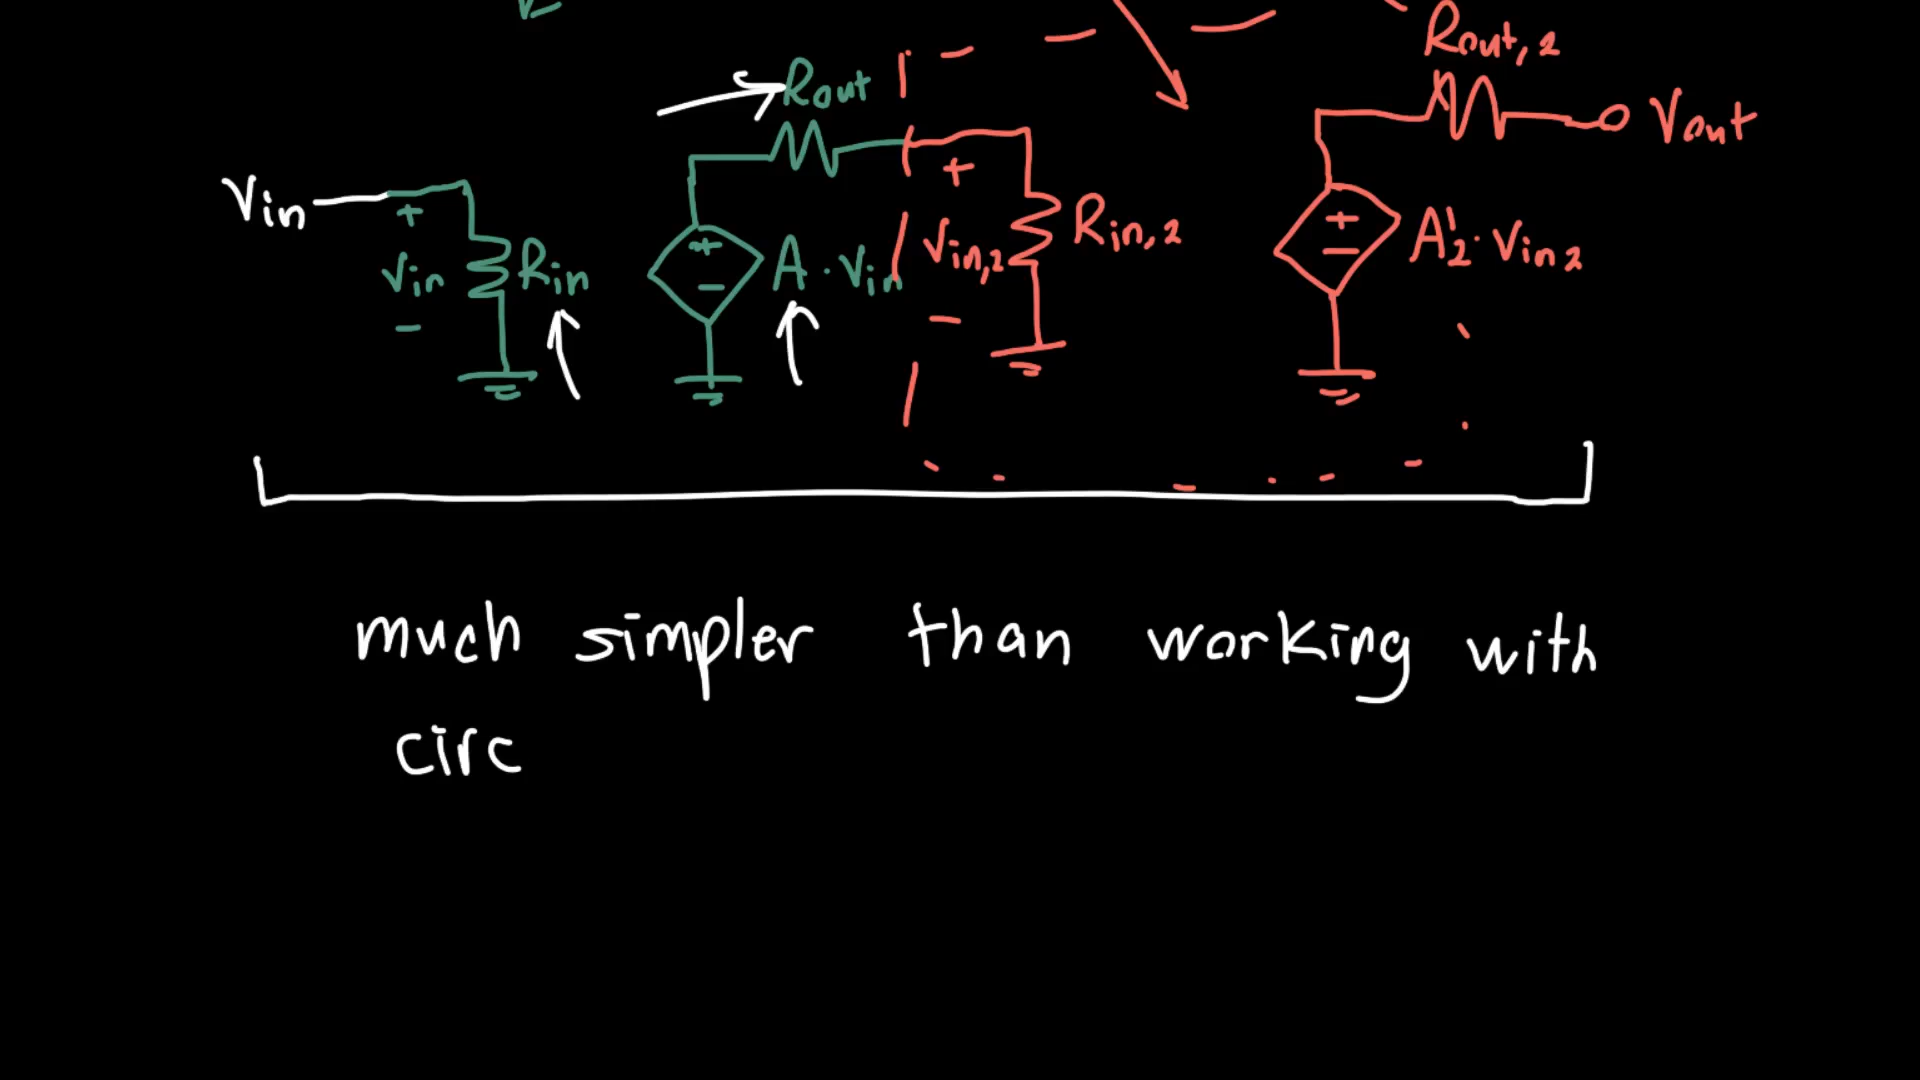 Rout,2
Rout
Vout
Vin
+
+
Vin
Rin
−
+
−
A · Vin
Vin,2
−
Rin,2
+
−
A'2 · Vin2
much simpler than working with
circ